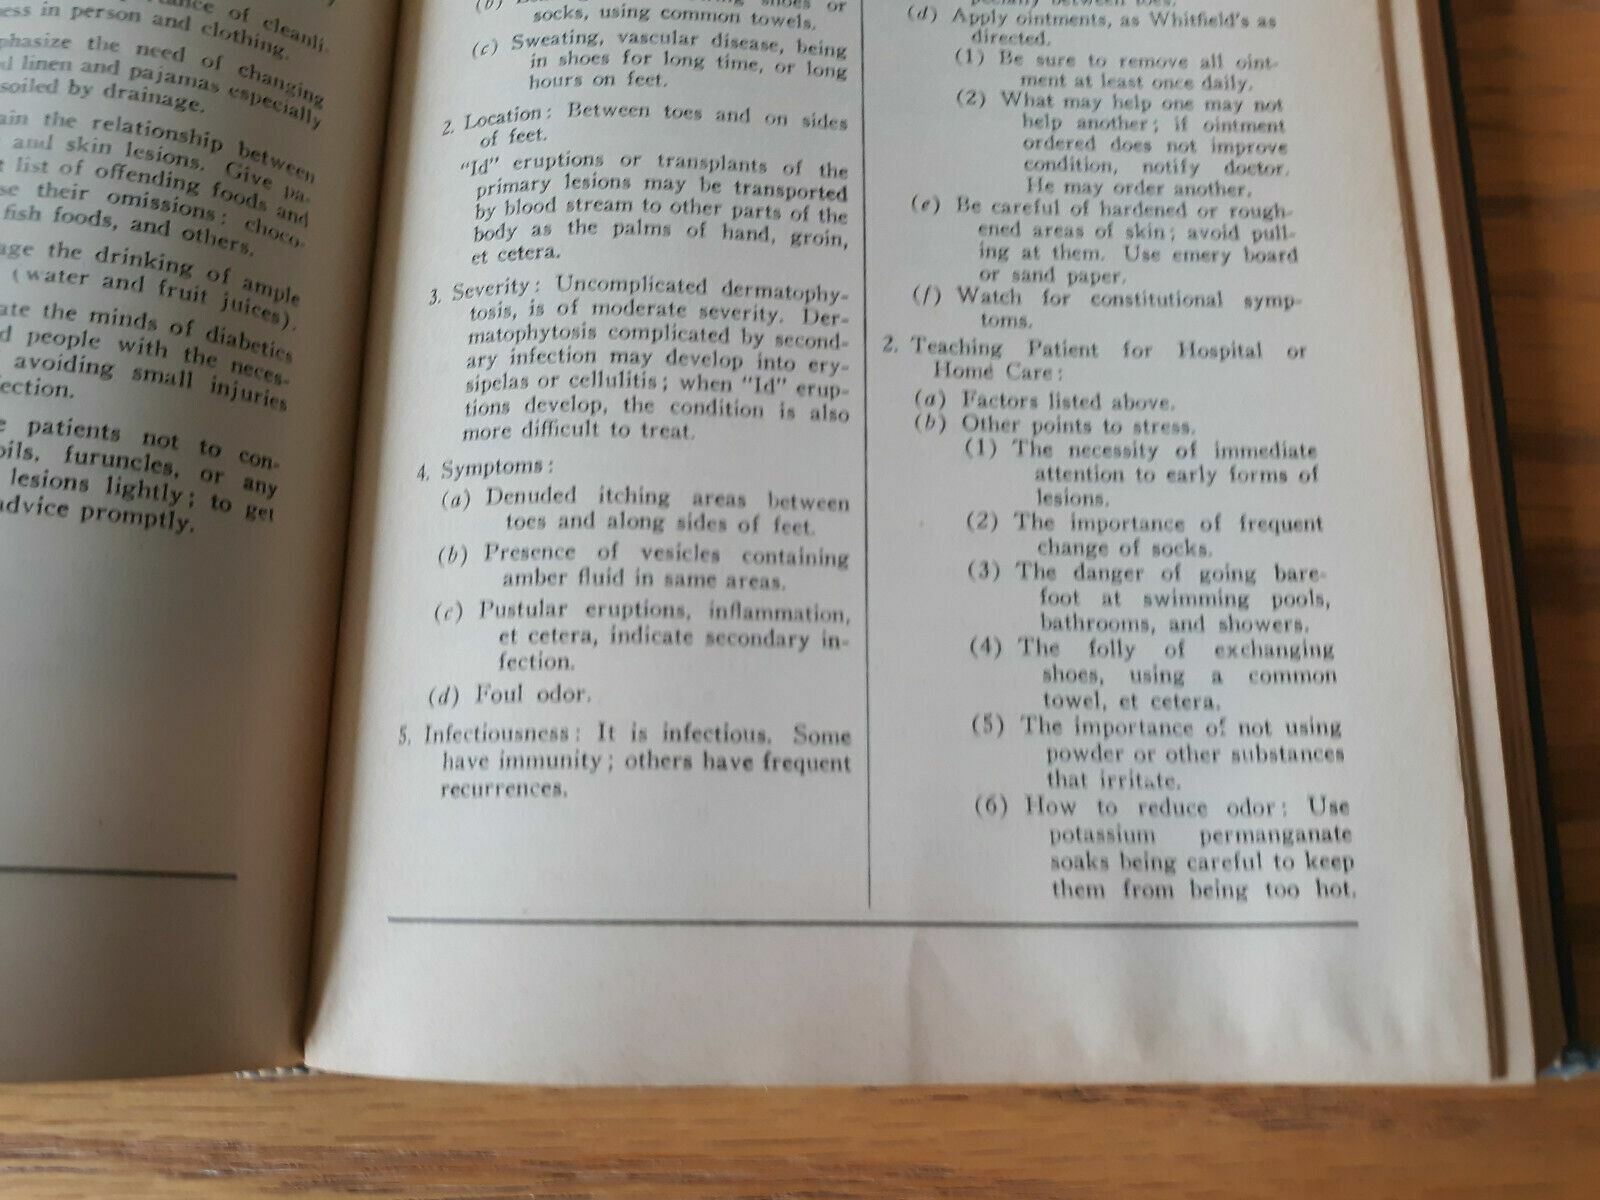 of cleanli-
in person and clothing.
the need of changing
linen and pajamas especially
soiled by drainage.
the relationship between
and skin lesions. Give pa-
list of offending foods and
their omissions: choco-
fish foods, and others.
the drinking of ample
(water and fruit juices).
the minds of diabetics
people with the neces-
avoiding small injuries
patients not to con-
furuncles, or any
lesions lightly; to get
promptly.
(b) shoes or
socks, using common towels.
(c) Sweating, vascular disease, being
in shoes for long time, or long
hours on feet.
2. Location: Between toes and on sides
of feet.
"Id" eruptions or transplants of the
primary lesions may be transported
by blood stream to other parts of the
body as the palms of hand, groin,
et cetera.
3. Severity: Uncomplicated dermatophy-
tosis, is of moderate severity. Der-
matophytosis complicated by second-
ary infection may develop into ery-
sipelas or cellulitis; when "Id" erup-
tions develop, the condition is also
more difficult to treat.
4. Symptoms:
(a) Denuded itching areas between
toes and along sides of feet.
(b) Presence of vesicles containing
amber fluid in same areas.
(c) Pustular eruptions, inflammation,
et cetera, indicate secondary in-
fection.
(d) Foul odor.
5. Infectiousness: It is infectious. Some
have immunity; others have frequent
recurrences.
between toes.
(d) Apply ointments, as Whitfield's as
directed.
(1) Be sure to remove all oint-
ment at least once daily.
(2) What may help one may not
help another; if ointment
ordered does not improve
condition, notify doctor.
He may order another.
(e) Be careful of hardened or rough-
ened areas of skin; avoid pull-
ing at them. Use emery board
or sand paper.
(f) Watch for constitutional symp-
toms.
2. Teaching Patient for Hospital or
Home Care:
(a) Factors listed above.
(b) Other points to stress.
(1) The necessity of immediate
attention to early forms of
lesions.
(2) The importance of frequent
change of socks.
(3) The danger of going bare-
foot at swimming pools,
bathrooms, and showers.
(4) The folly of exchanging
shoes, using a common
towel, et cetera.
(5) The importance of not using
powder or other substances
that irritate.
(6) How to reduce odor: Use
potassium permanganate
soaks being careful to keep
them from being too hot.